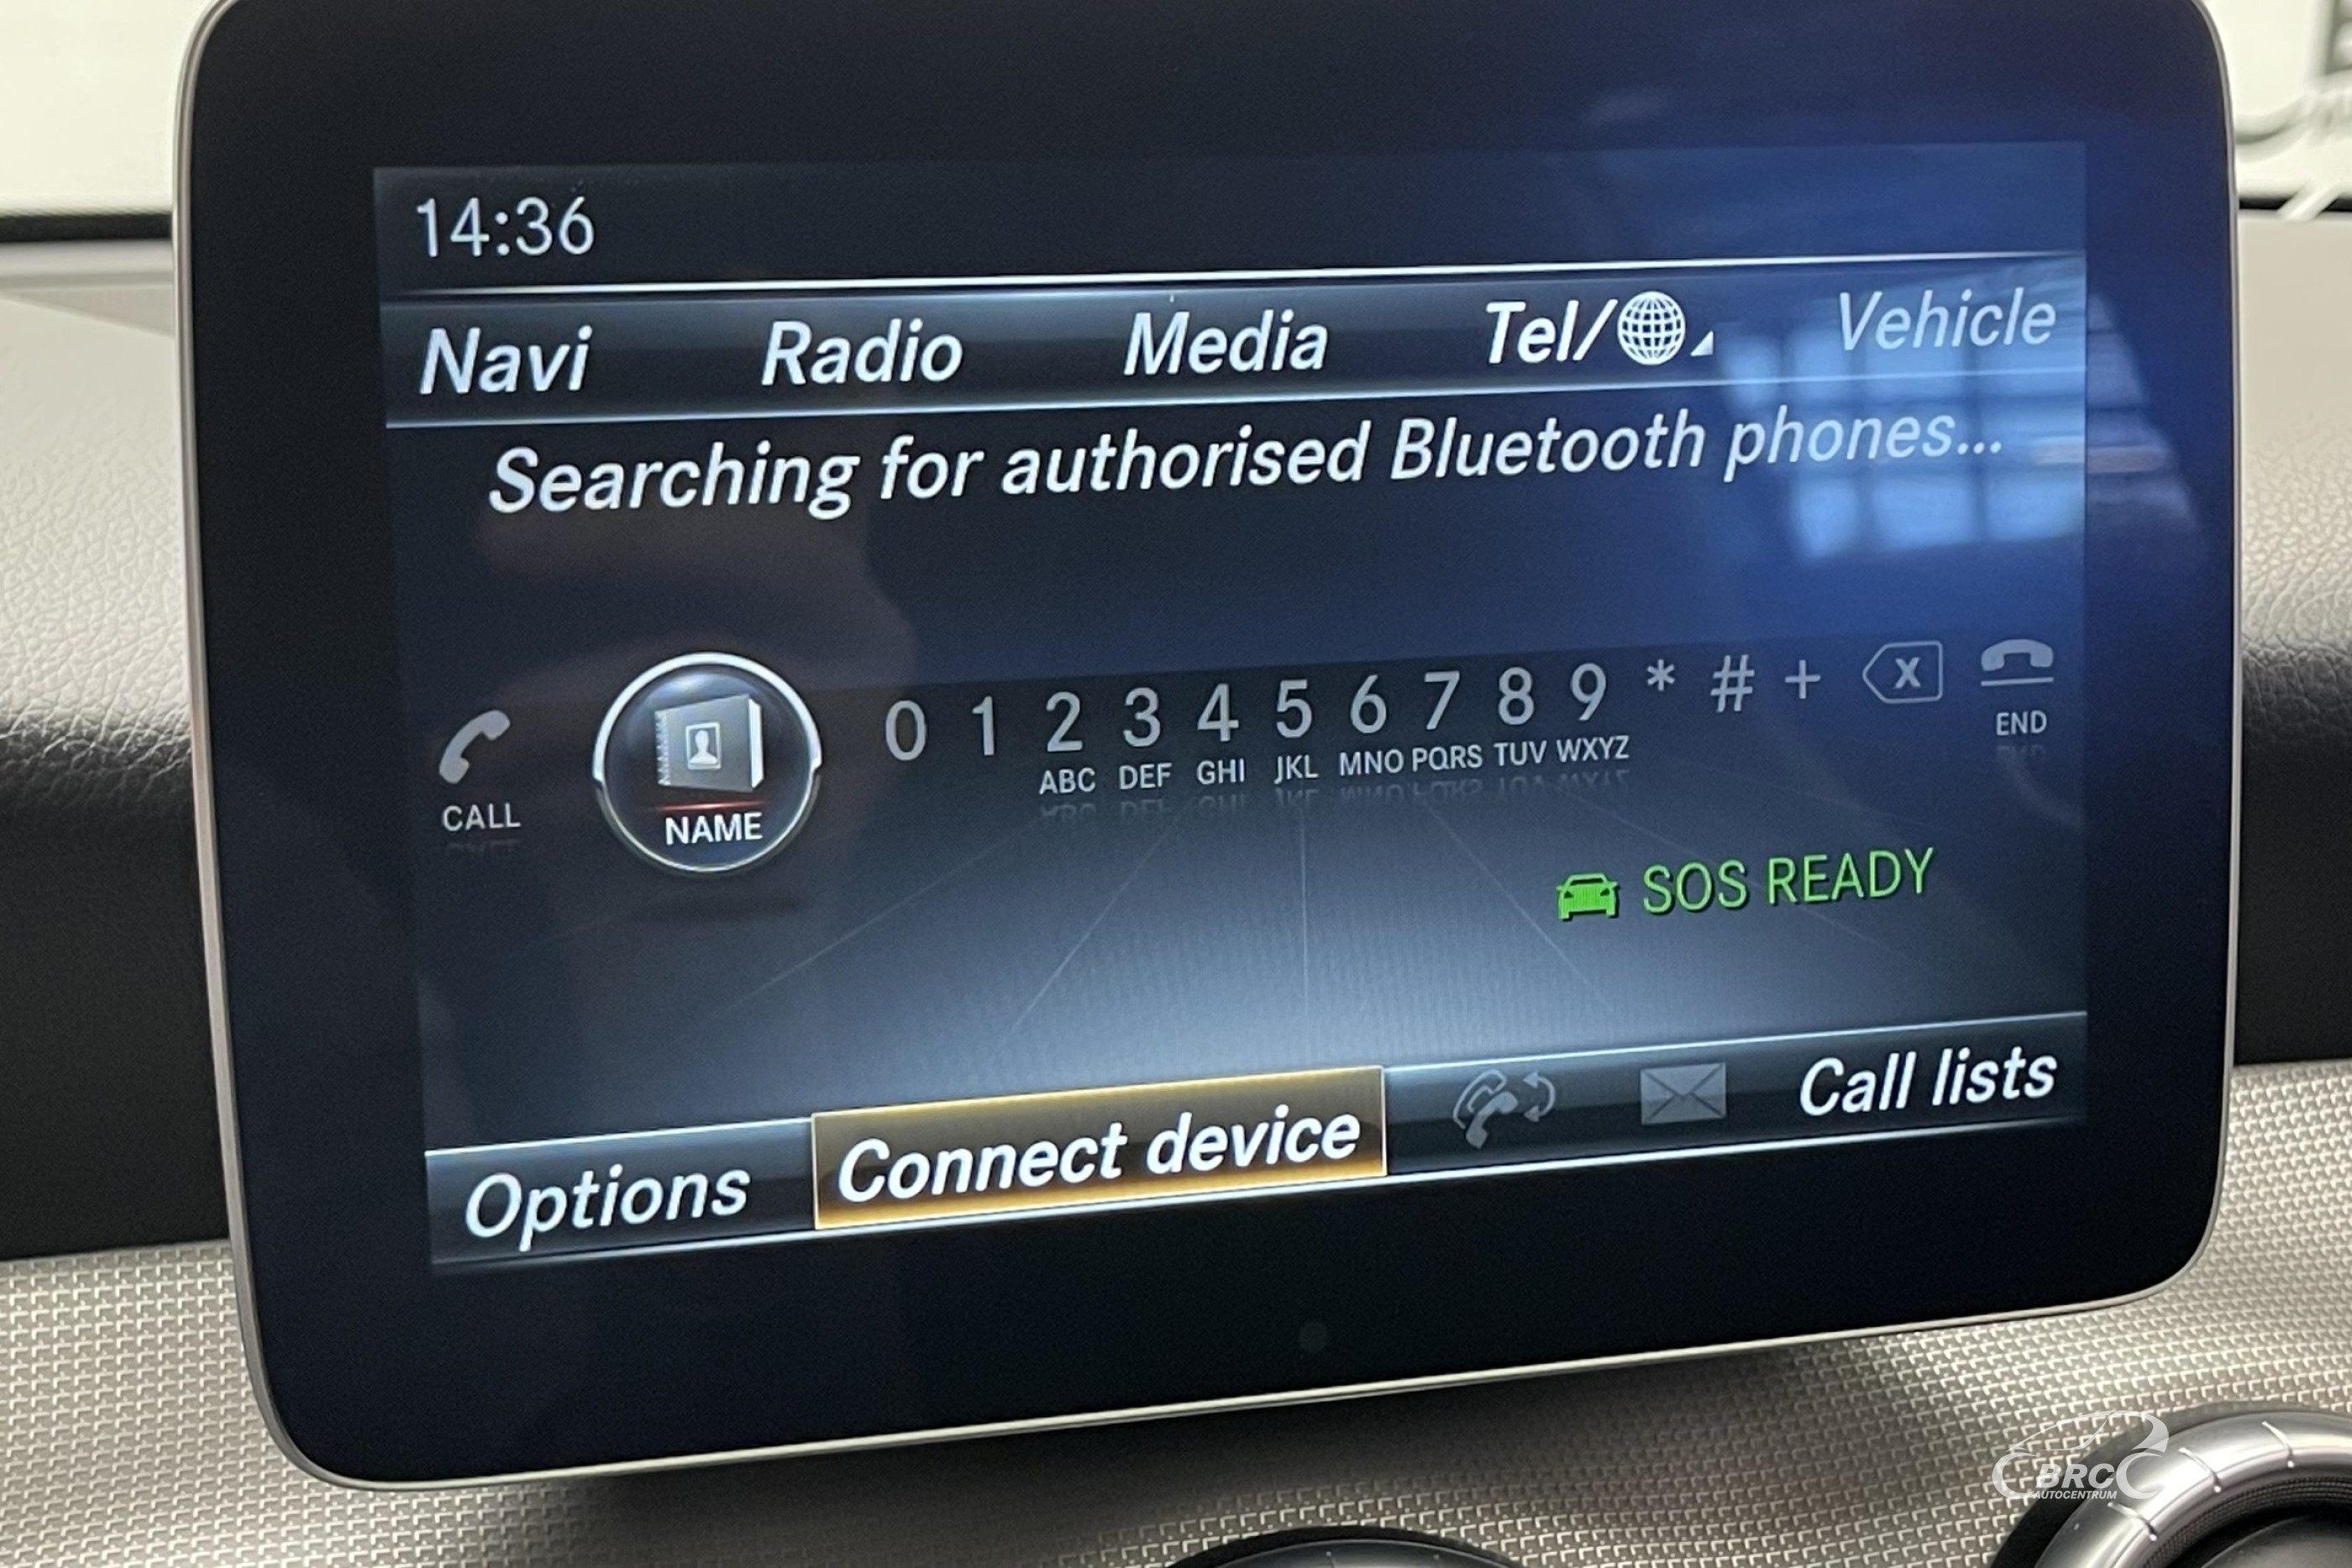 14:36
Navi Radio Media Tel/ Vehicle
Searching for authorised Bluetooth phones...
0 1 2 3 4 5 6 7 8 9 * # + X
ABC DEF GHI JKL MNO PQRS TUV WXYZ
CALL NAME END
SOS READY
Options Connect device Call lists
BRC
AUTOCENTRUM